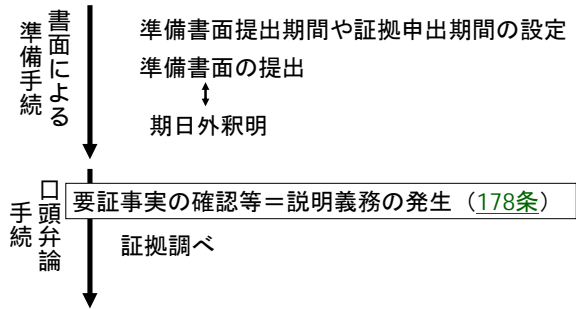 書面による
準備手続
準備書面提出期間や証拠申出期間の設定
準備書面の提出
期日外釈明
口頭弁論
手続
要証事実の確認等＝説明義務の発生（178条）
証拠調べ